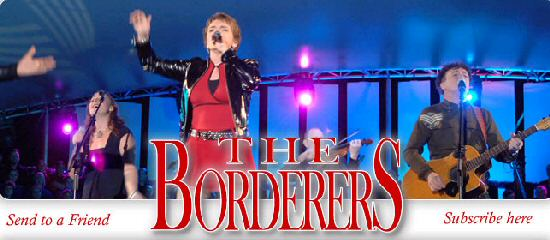 THE
BORDERERS
Send to a Friend
Subscribe here